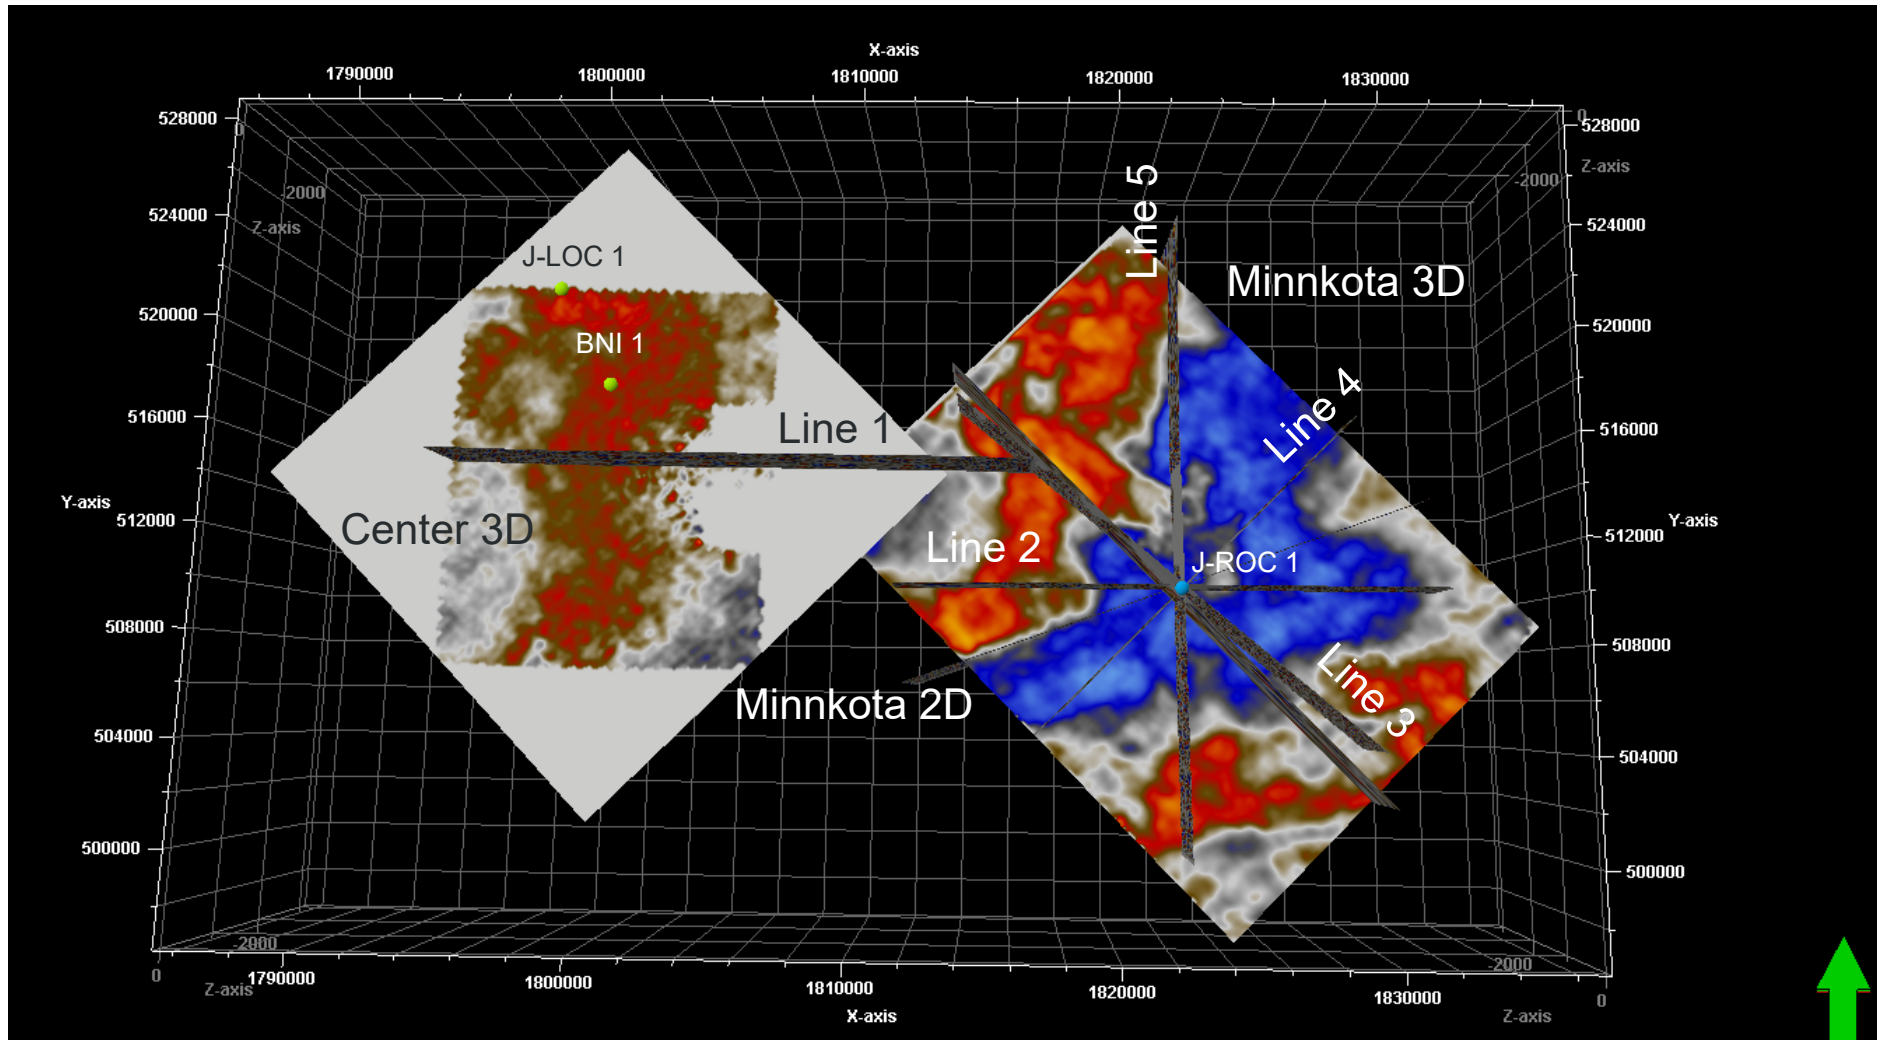 X-axis
1790000
1800000
1810000
1820000
1830000
528000
0
0
528000
Z-axis
-2000
-2000
Z-axis
524000
524000
Line 5
J-LOC 1
Minnkota 3D
520000
520000
BNI 1
516000
Line 1
Line 4
516000
Y-axis
512000
Center 3D
Y-axis
512000
Line 2
J-ROC 1
508000
508000
Minnkota 2D
Line 3
504000
504000
500000
500000
-2000
-2000
0
Z-axis
1790000
1800000
1810000
1820000
1830000
0
X-axis
Z-axis